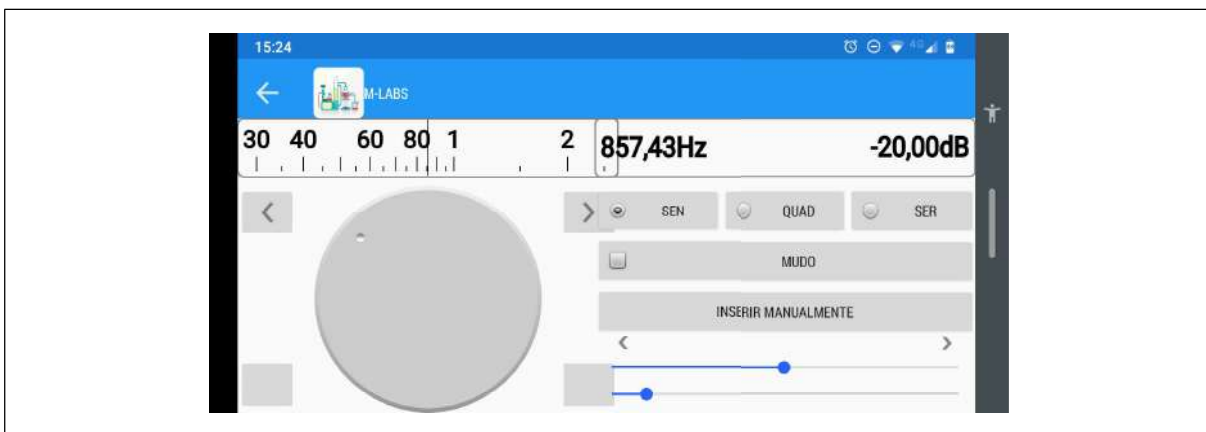 15:24 4G
M-LABS
30 40 60 80 1 2 857,43Hz -20,00dB
SEN QUAD SER
MUDO
INSERIR MANUALMENTE